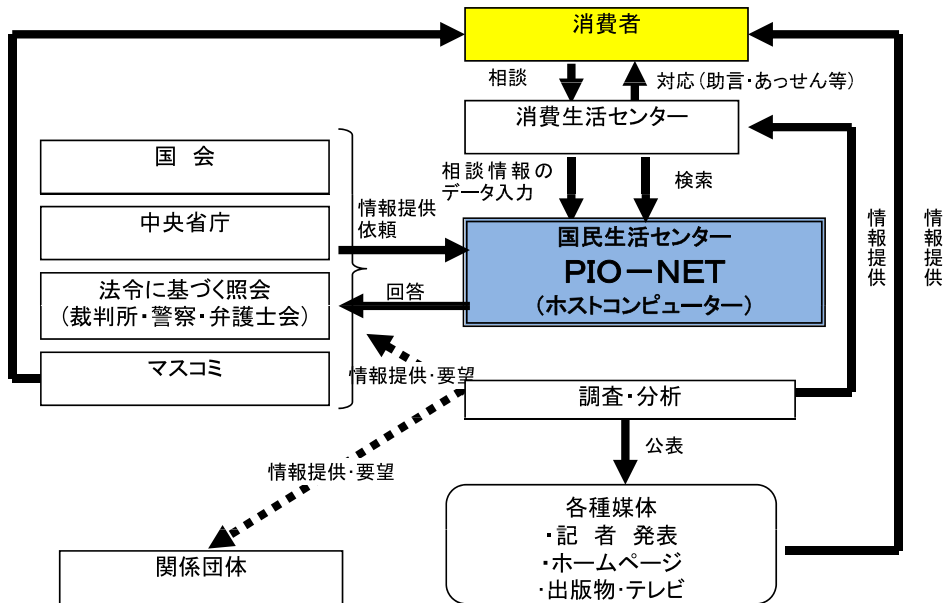 消費者
相談
対応(助言・あっせん等)
消費生活センター
相談情報の
データ入力
検索
国 会
中央省庁
法令に基づく照会
(裁判所・警察・弁護士会)
マスコミ
情報提供
依頼
回答
国民生活センター
PIO-NET
(ホストコンピューター)
情報提供
情報提供
情報提供・要望
調査・分析
公表
情報提供・要望
各種媒体
・記 者 発表
・ホームページ
・出版物・テレビ
関係団体